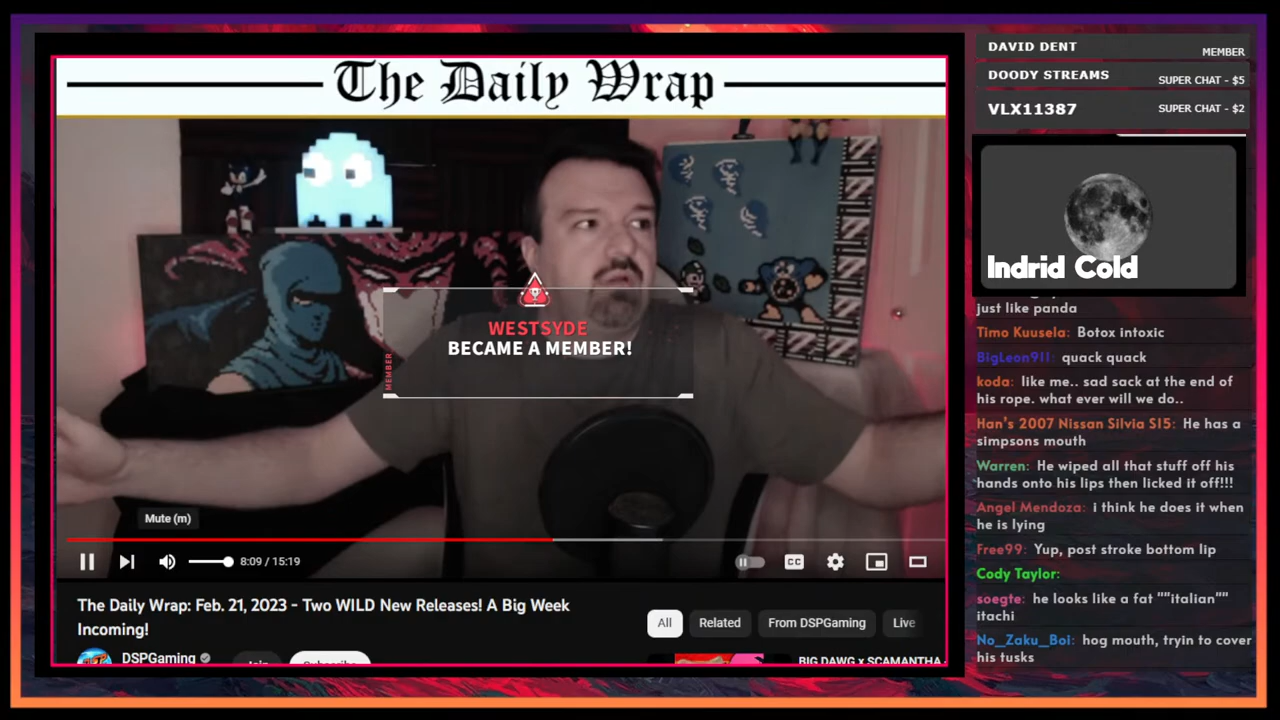 The Daily Wrap
WESTSYDE
BECAME A MEMBER!
MEMBER
Mute (m)
8:09 / 15:19
CC
The Daily Wrap: Feb. 21, 2023 - Two WILD New Releases! A Big Week
Incoming!
All
Related
From DSPGaming
Live
DSPGaming
Join
Subscribe
BIG DAWG x SCAMANTHA
DAVID DENT
MEMBER
DOODY STREAMS
SUPER CHAT - $5
VLX11387
SUPER CHAT - $2
Indrid Cold
just like panda
Timo Kuusela: Botox intoxic
BigLeon911: quack quack
koda: like me.. sad sack at the end of
his rope. what ever will we do..
Han's 2007 Nissan Silvia S15: He has a
simpsons mouth
Warren: He wiped all that stuff off his
hands onto his lips then licked it off!!!
Angel Mendoza: i think he does it when
he is lying
Free99: Yup, post stroke bottom lip
Cody Taylor:
soegte: he looks like a fat ""italian""
itachi
No_Zaku_Boi: hog mouth, tryin to cover
his tusks